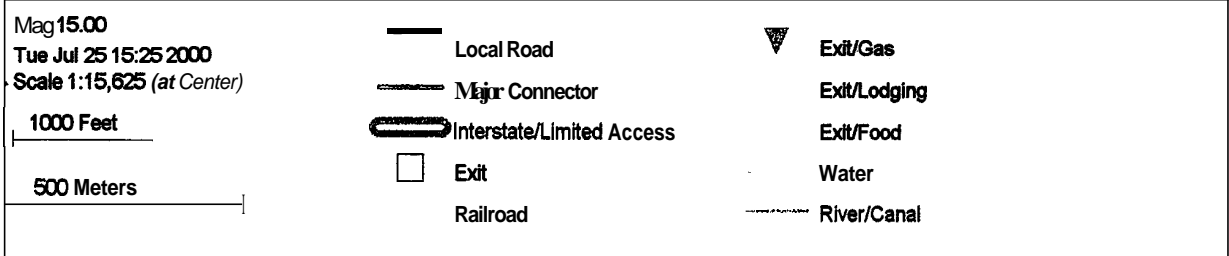 Mag 15.00
Tue Jul 25 15:25 2000
Scale 1:15,625 (at Center)
1000 Feet
500 Meters
Local Road
Major Connector
Interstate/Limited Access
Exit
Railroad
Exit/Gas
Exit/Lodging
Exit/Food
Water
River/Canal